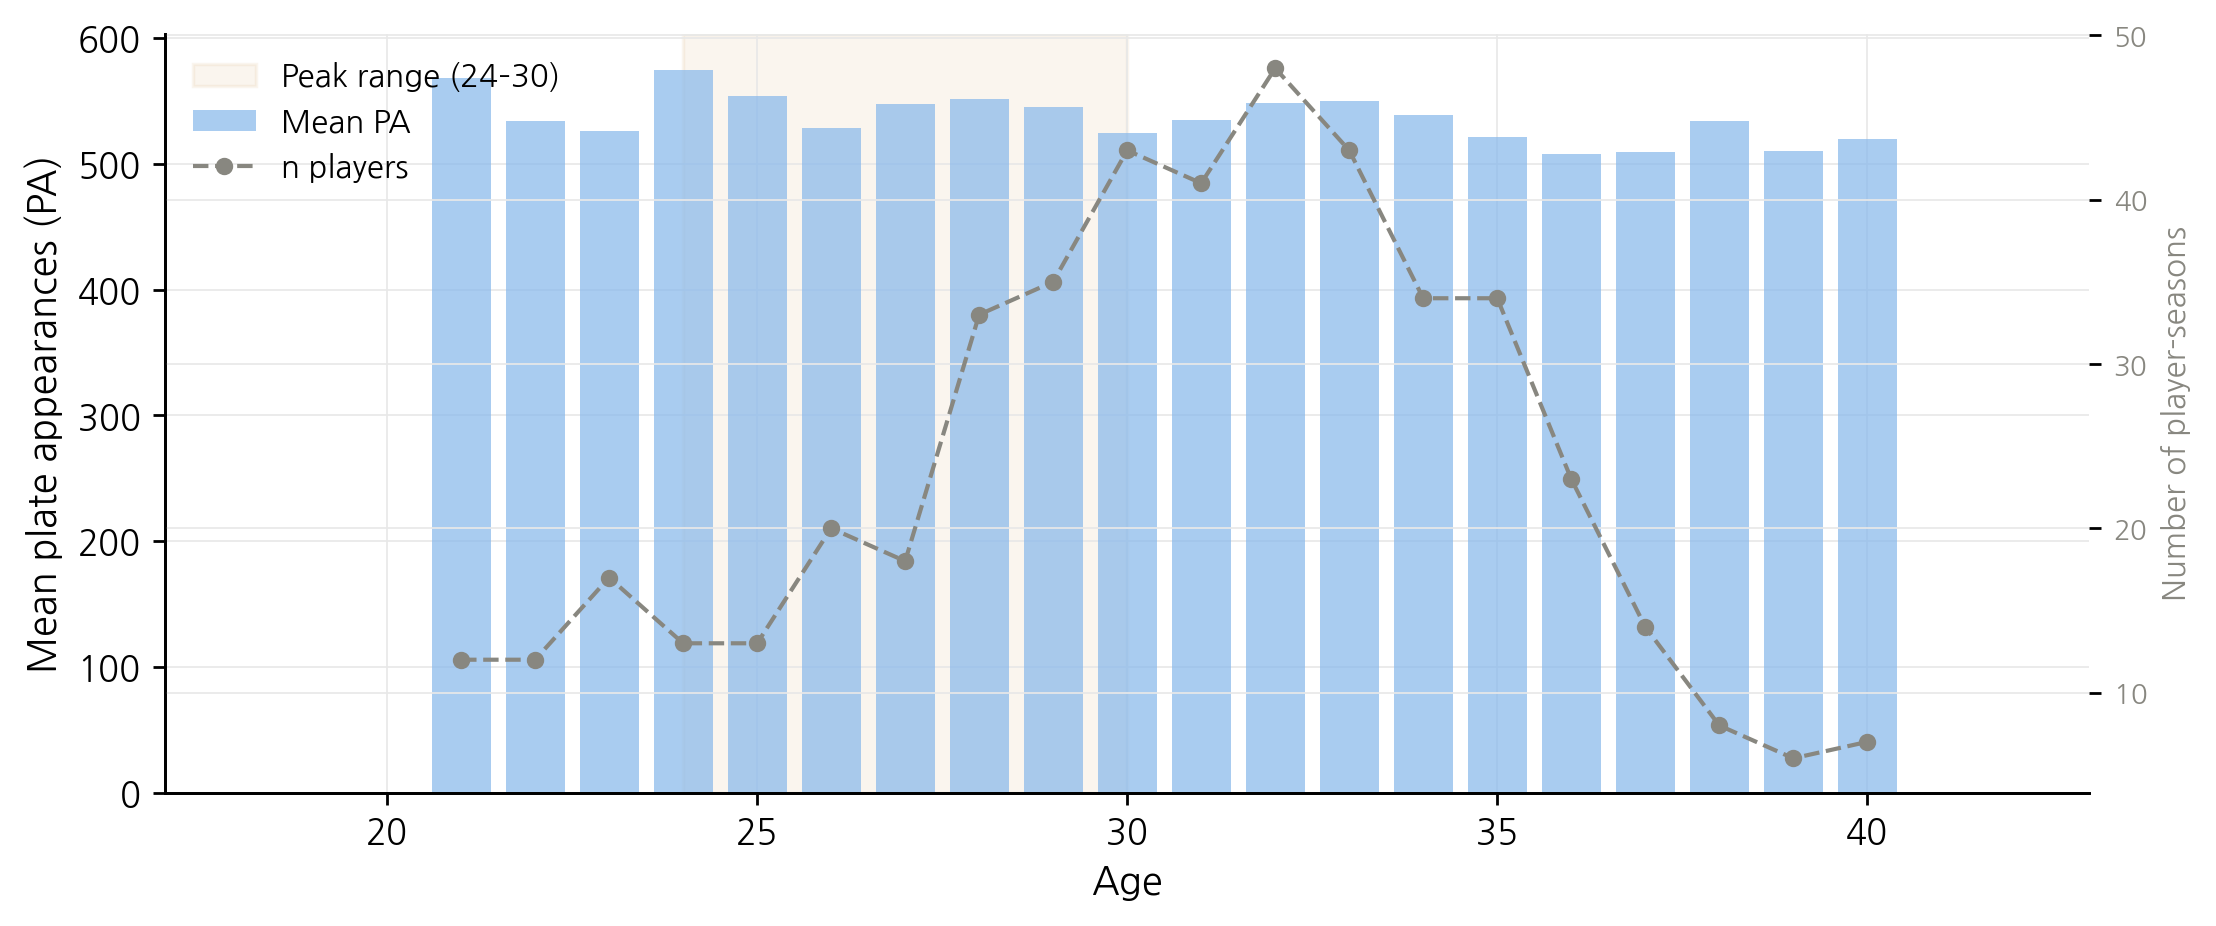 600
500
400
300
200
100
0
Mean plate appearances (PA)
Peak range (24-30)
Mean PA
n players
50
40
30
20
10
Number of player-seasons
20
25
30
35
40
Age